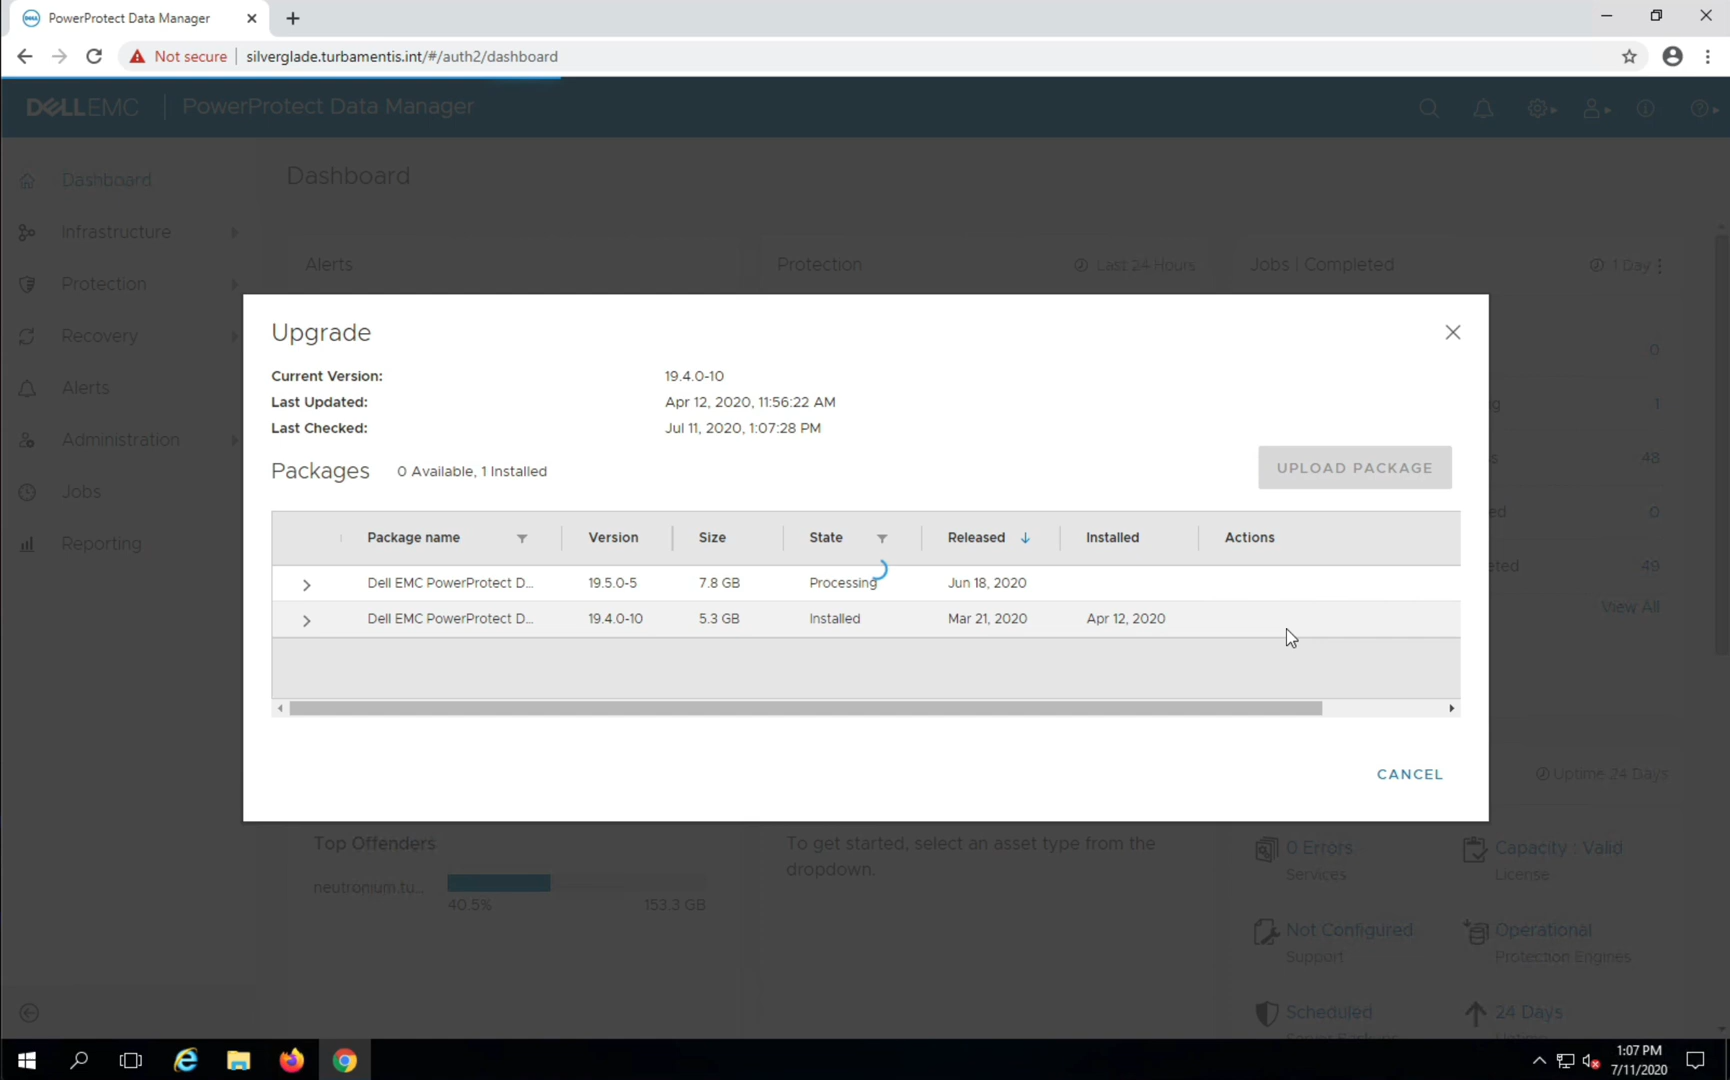 PowerProtect Data Manager
Not secure
silverglade.turbamentis.int/#/auth2/dashboard
DELLEMC
PowerProtect Data Manager
Dashboard
Dashboard
Infrastructure
Alerts
Protection
Last 24 Hours
Jobs | Completed
1 Day
Protection
Recovery
0
Alerts
1
Administration
48
Jobs
0
Reporting
49
View All
Upgrade
Current Version:
19.4.0-10
Last Updated:
Apr 12, 2020, 11:56:22 AM
Last Checked:
Jul 11, 2020, 1:07:28 PM
Packages
0 Available, 1 Installed
UPLOAD PACKAGE
Package name
Version
Size
State
Released
Installed
Actions
Dell EMC PowerProtect D...
19.5.0-5
7.8 GB
Processing
Jun 18, 2020
Dell EMC PowerProtect D...
19.4.0-10
5.3 GB
Installed
Mar 21, 2020
Apr 12, 2020
CANCEL
Uptime 24 Days
Top Offenders
neutronium.tu...
40.5%
153.3 GB
To get started, select an asset type from the
dropdown.
0 Errors
Services
Capacity : Valid
License
Not Configured
Support
Operational
Protection Engines
Scheduled
24 Days
1:07 PM
7/11/2020